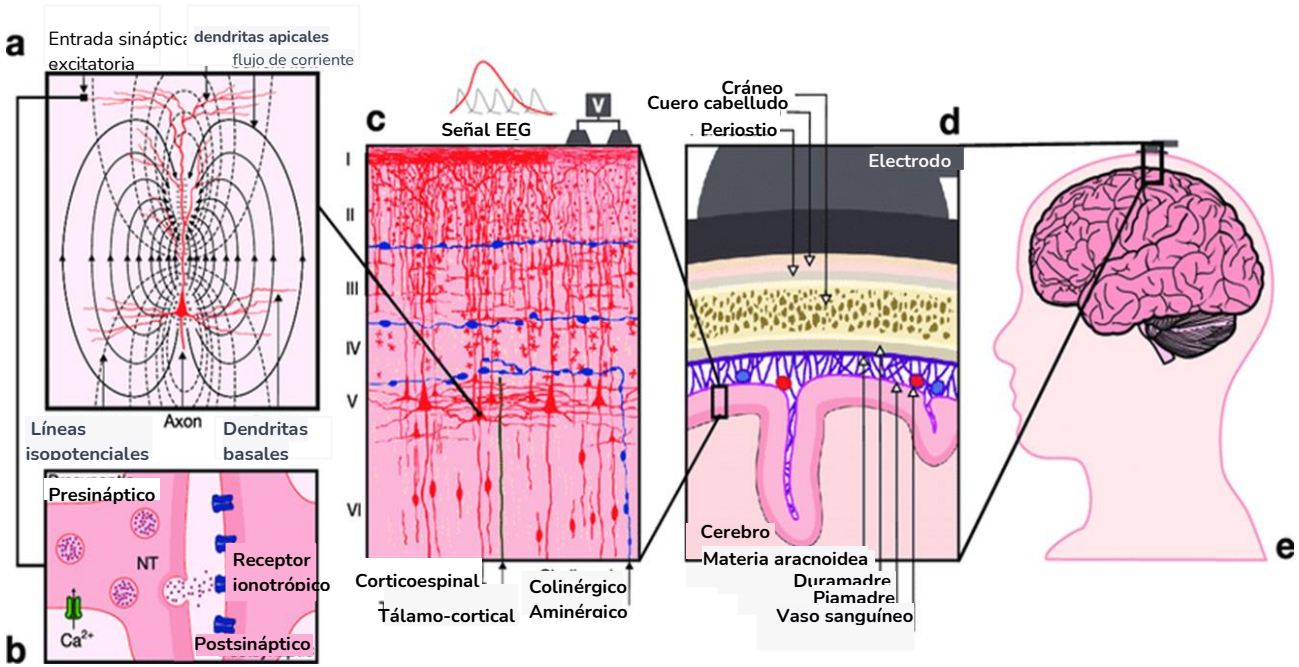 a
Entrada sináptica
excitatoria
dendritas apicales
flujo de corriente
Axon
Líneas
isopotenciales
Dendritas
basales
Presináptico
NT
Receptor
ionotrópico
Ca²⁺
Postsináptico
b
c
Señal EEG
V
I
II
III
IV
V
VI
Corticoespinal
Tálamo-cortical
Colinérgico
Aminérgico
Cráneo
Cuero cabelludo
Periostio
d
Electrodo
Cerebro
Materia aracnoidea
Duramadre
Piamadre
Vaso sanguíneo
e